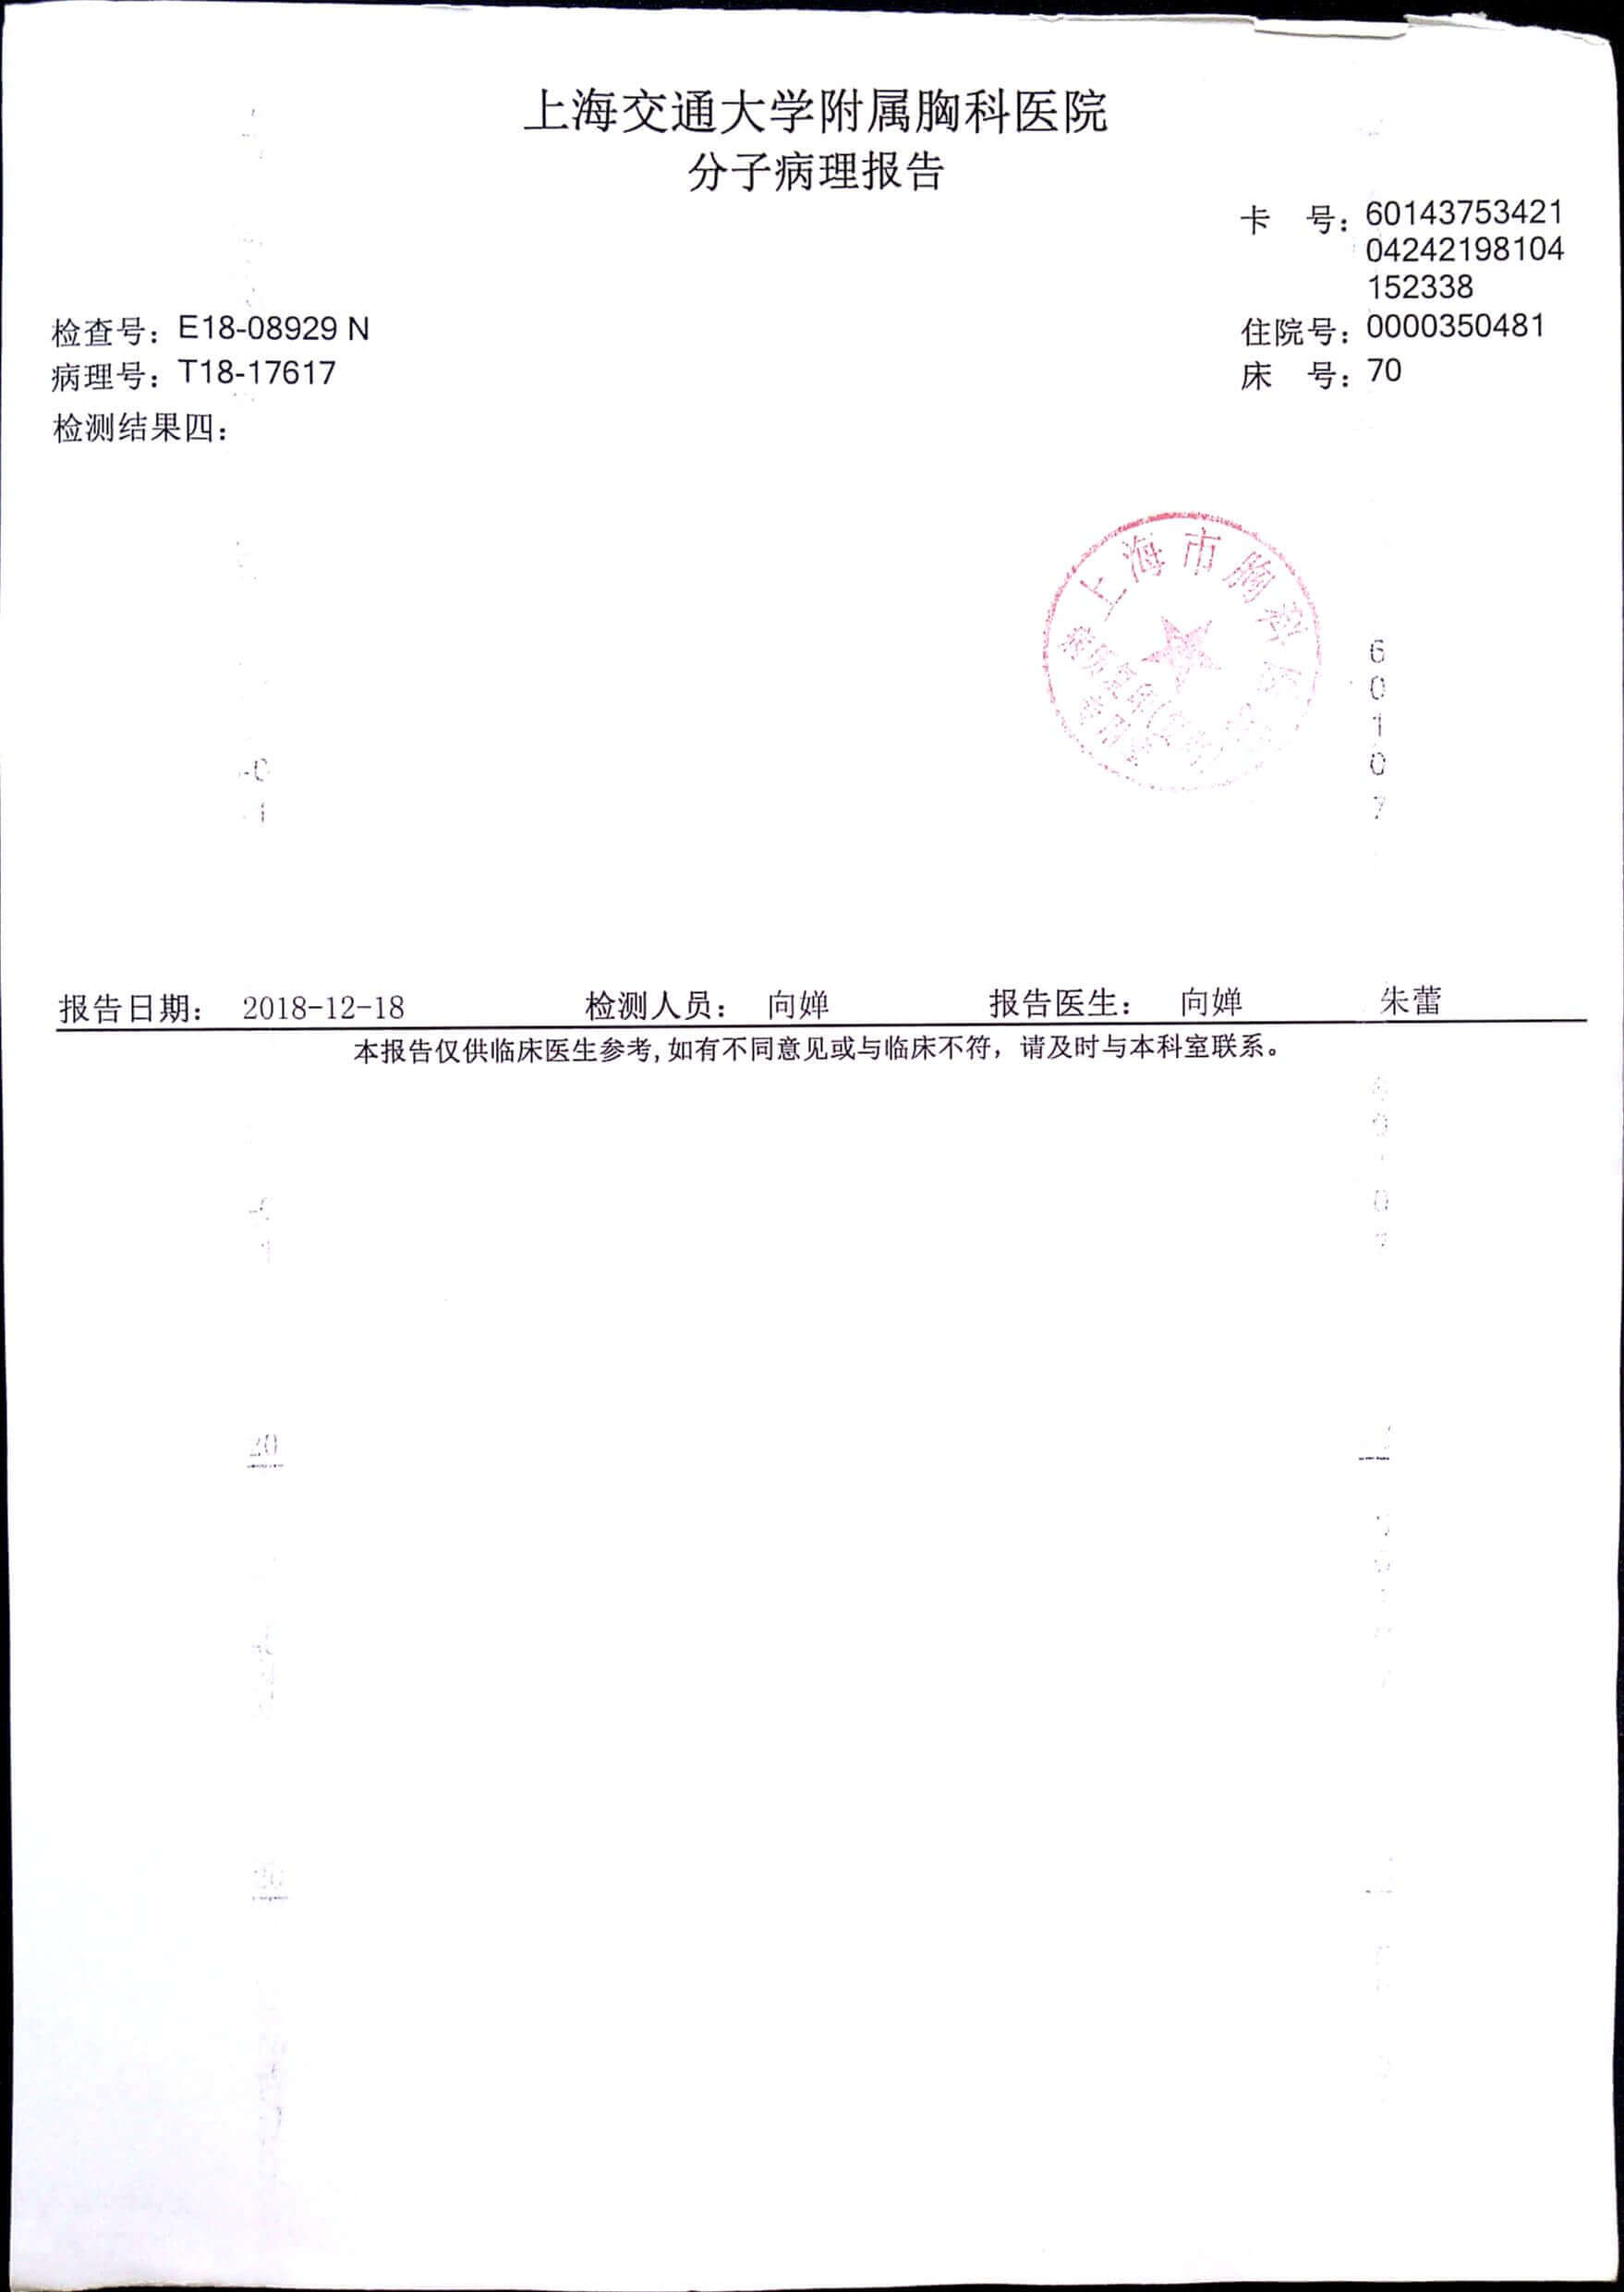 上海交通大学附属胸科医院
分子病理报告
卡 号: 60143753421
04242198104
152338
检查号: E18-08929 N
住院号: 0000350481
病理号: T18-17617
床 号: 70
检测结果四:
上海市胸科医院
6
0
1
0
7
报告日期: 2018-12-18 检测人员: 向婵 报告医生: 向婵 朱蕾
本报告仅供临床医生参考,如有不同意见或与临床不符，请及时与本科室联系。